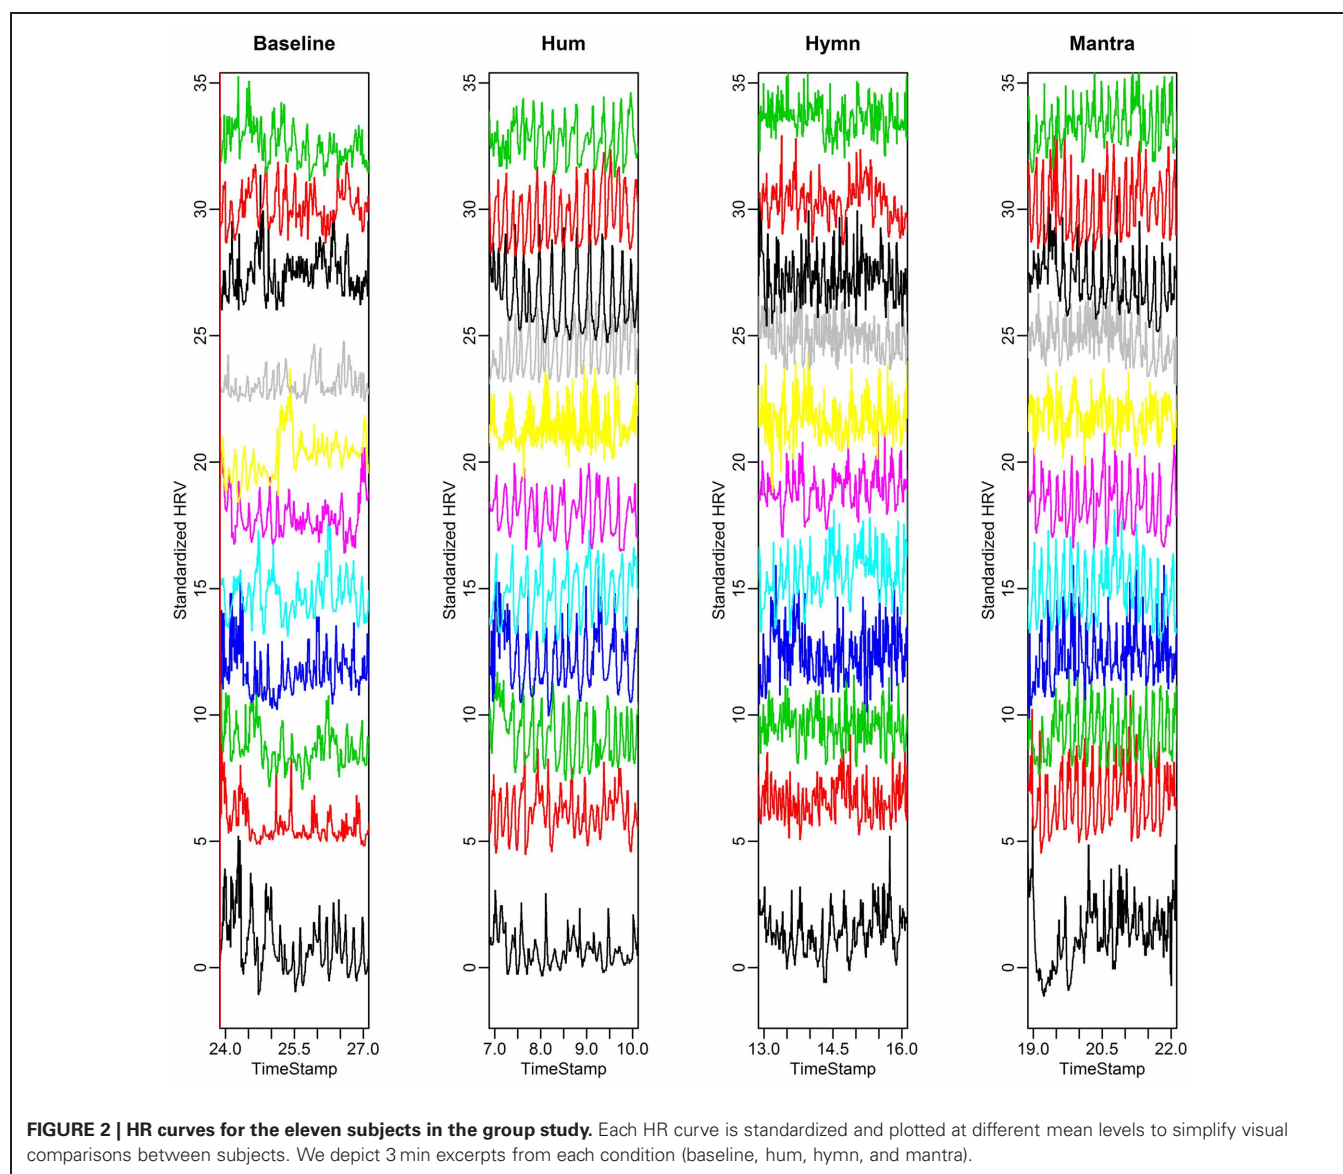 Baseline Hum Hymn Mantra
35 35 35 35
30 30 30 30
25 25 25 25
20 20 20 20
Standardized HRV Standardized HRV Standardized HRV Standardized HRV
15 15 15 15
10 10 10 10
5 5 5 5
0 0 0 0
24.0 25.5 27.0 7.0 8.0 9.0 10.0 13.0 14.5 16.0 19.0 20.5 22.0
TimeStamp TimeStamp TimeStamp TimeStamp
FIGURE 2 | HR curves for the eleven subjects in the group study. Each HR curve is standardized and plotted at different mean levels to simplify visual
comparisons between subjects. We depict 3 min excerpts from each condition (baseline, hum, hymn, and mantra).